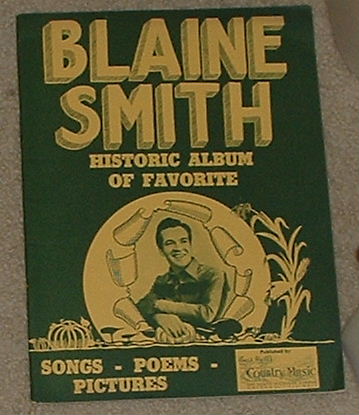 BLAINE
SMITH
HISTORIC ALBUM
OF FAVORITE
SONGS - POEMS -
PICTURES
Published by:
Country Music